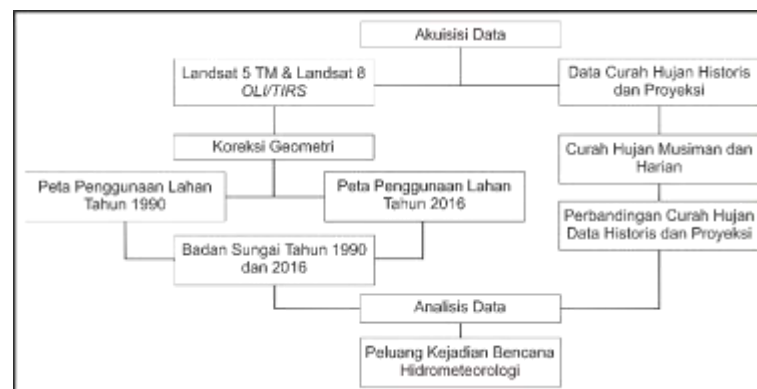 Akuisisi Data
Landsat 5 TM & Landsat 8
OLI/TIRS
Data Curah Hujan Historis
dan Proyeksi
Koreksi Geometri
Curah Hujan Musiman dan
Harian
Peta Penggunaan Lahan
Tahun 1990
Peta Penggunaan Lahan
Tahun 2016
Perbandingan Curah Hujan
Data Historis dan Proyeksi
Badan Sungai Tahun 1990
dan 2016
Analisis Data
Peluang Kejadian Bencana
Hidrometeorologi